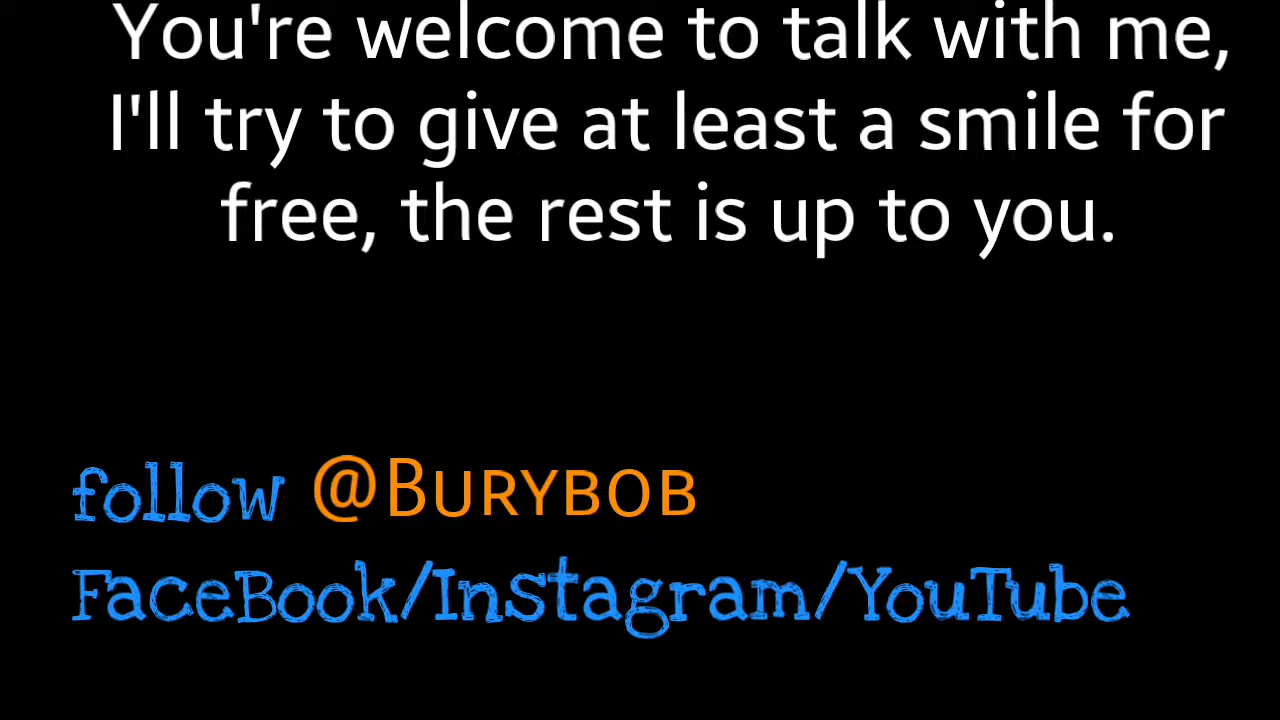 You're welcome to talk with me,
I'll try to give at least a smile for
free, the rest is up to you.
follow @Burybob
FaceBook/Instagram/YouTube